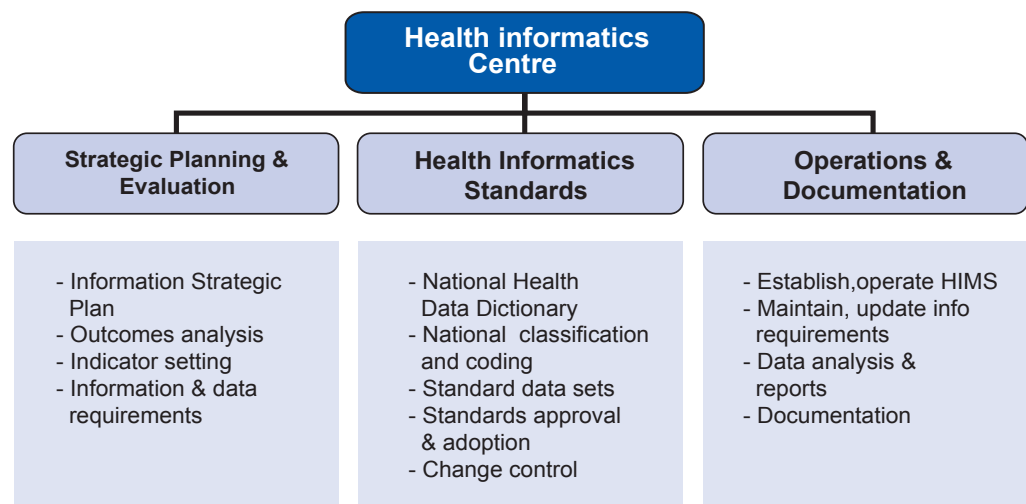 Health informatics
Centre
Strategic Planning &
Evaluation
Health Informatics
Standards
Operations &
Documentation
- Information Strategic
Plan
- Outcomes analysis
- Indicator setting
- Information & data
requirements
- National Health
Data Dictionary
- National classification
and coding
- Standard data sets
- Standards approval
& adoption
- Change control
- Establish,operate HIMS
- Maintain, update info
requirements
- Data analysis &
reports
- Documentation